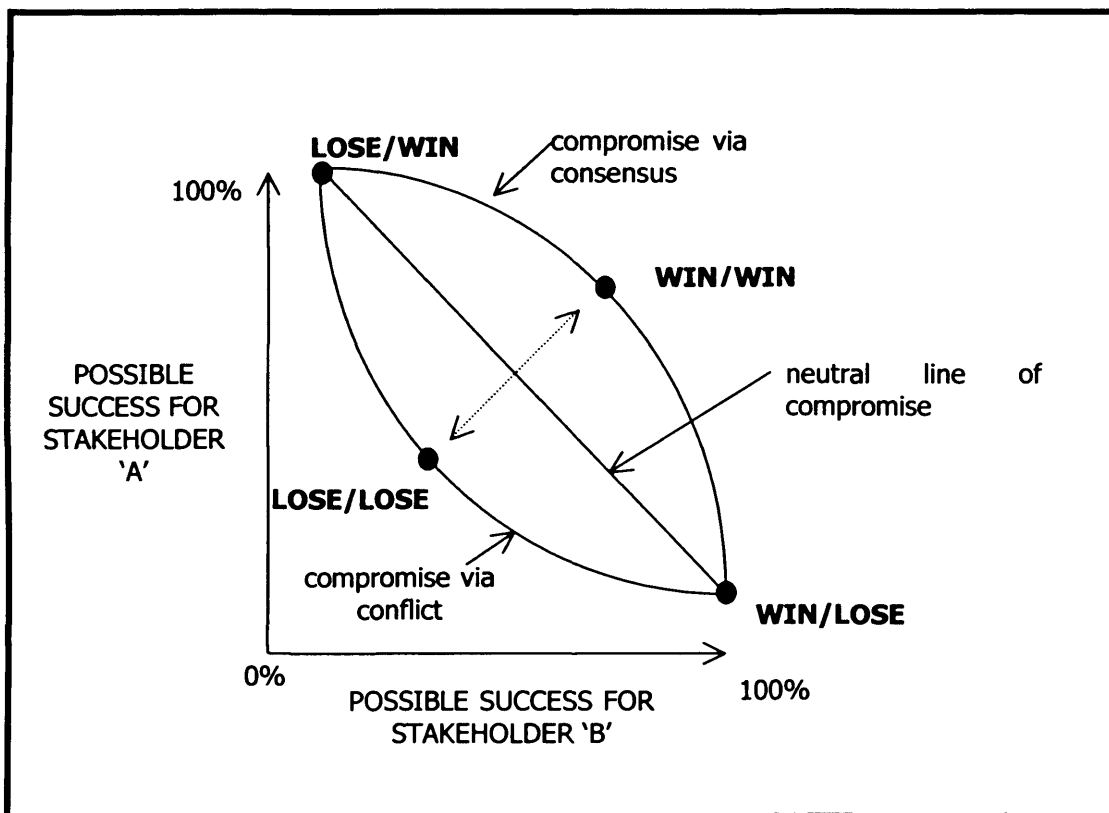 LOSE/WIN
compromise via
consensus
100%
WIN/WIN
POSSIBLE
SUCCESS FOR
STAKEHOLDER
‘A’
neutral line of
compromise
LOSE/LOSE
compromise via
conflict
WIN/LOSE
0%
100%
POSSIBLE SUCCESS FOR
STAKEHOLDER ‘B’